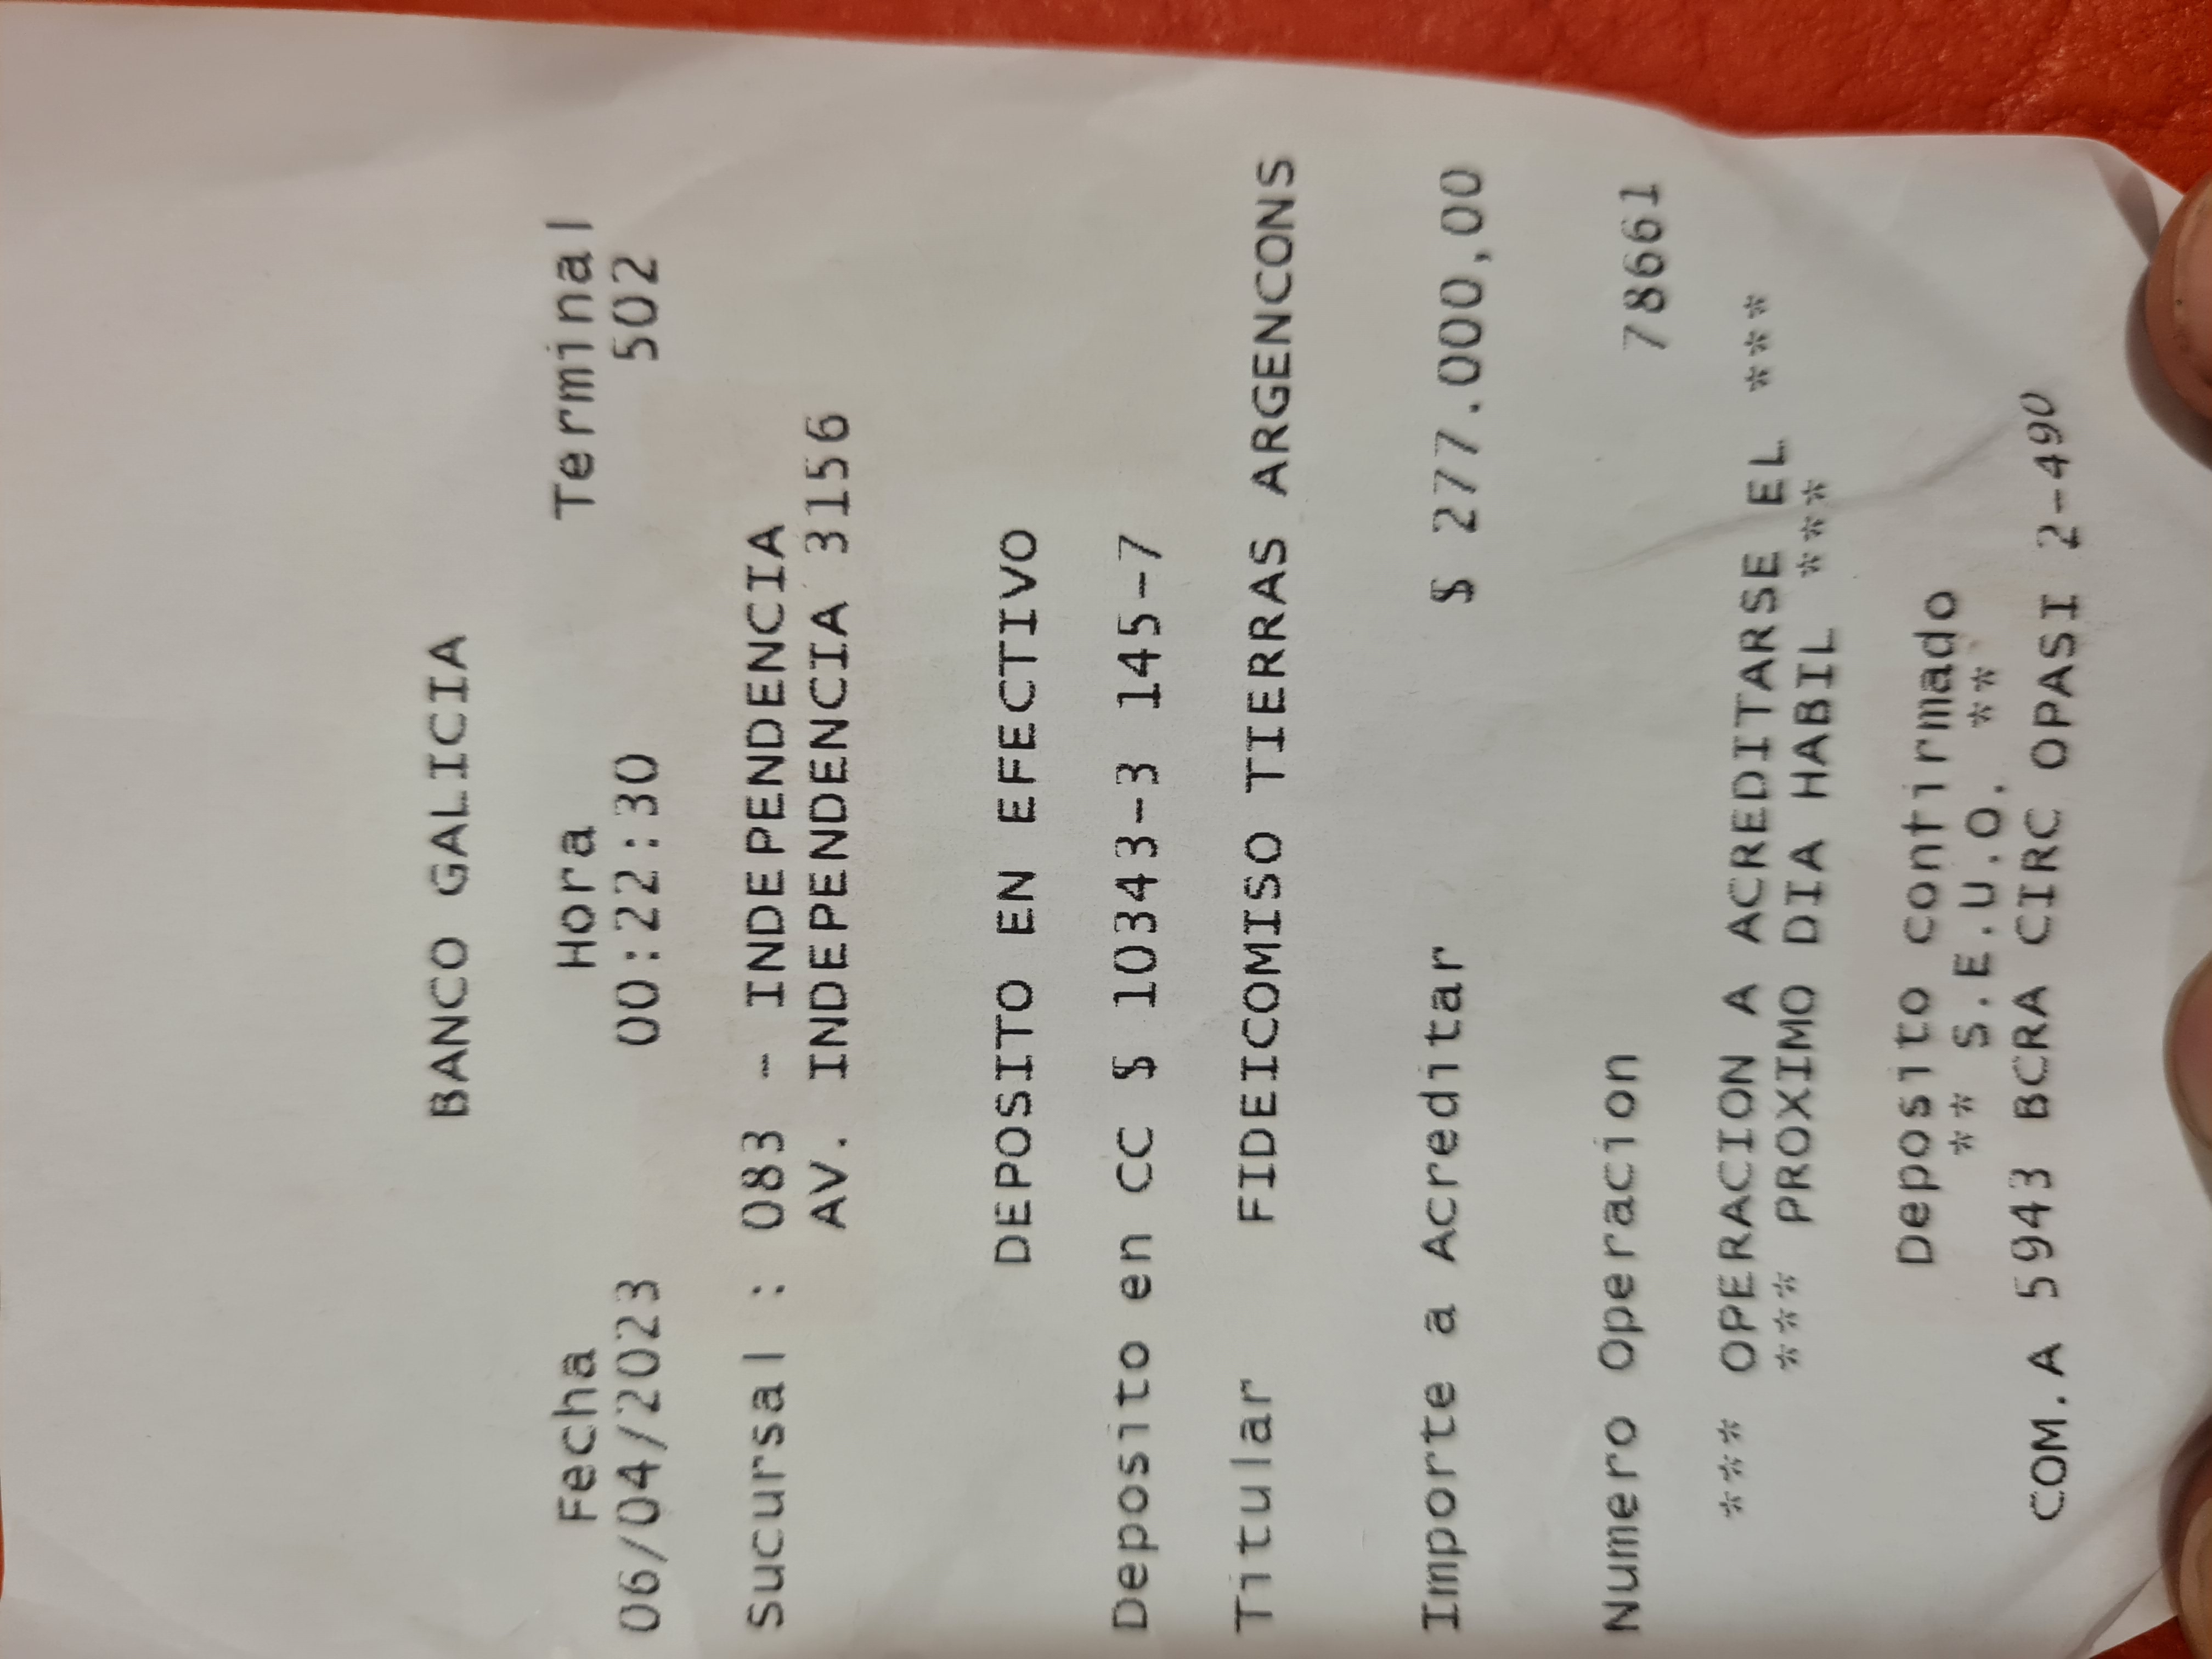 BANCO GALICIA
Fecha Hora Terminal
06/04/2023 00:22:30 502
Sucursal : 083 - INDEPENDENCIA
AV. INDEPENDENCIA 3156
DEPOSITO EN EFECTIVO
Deposito en CC $ 10343-3 145-7
Titular FIDEICOMISO TIERRAS ARGENCONS
Importe a Acreditar $ 277.000,00
Numero Operacion 78661
*** OPERACION A ACREDITARSE EL ***
*** PROXIMO DIA HABIL ***
Deposito confirmado
** S.E.U.O. **
COM.A 5943 BCRA CIRC OPASI 2-490